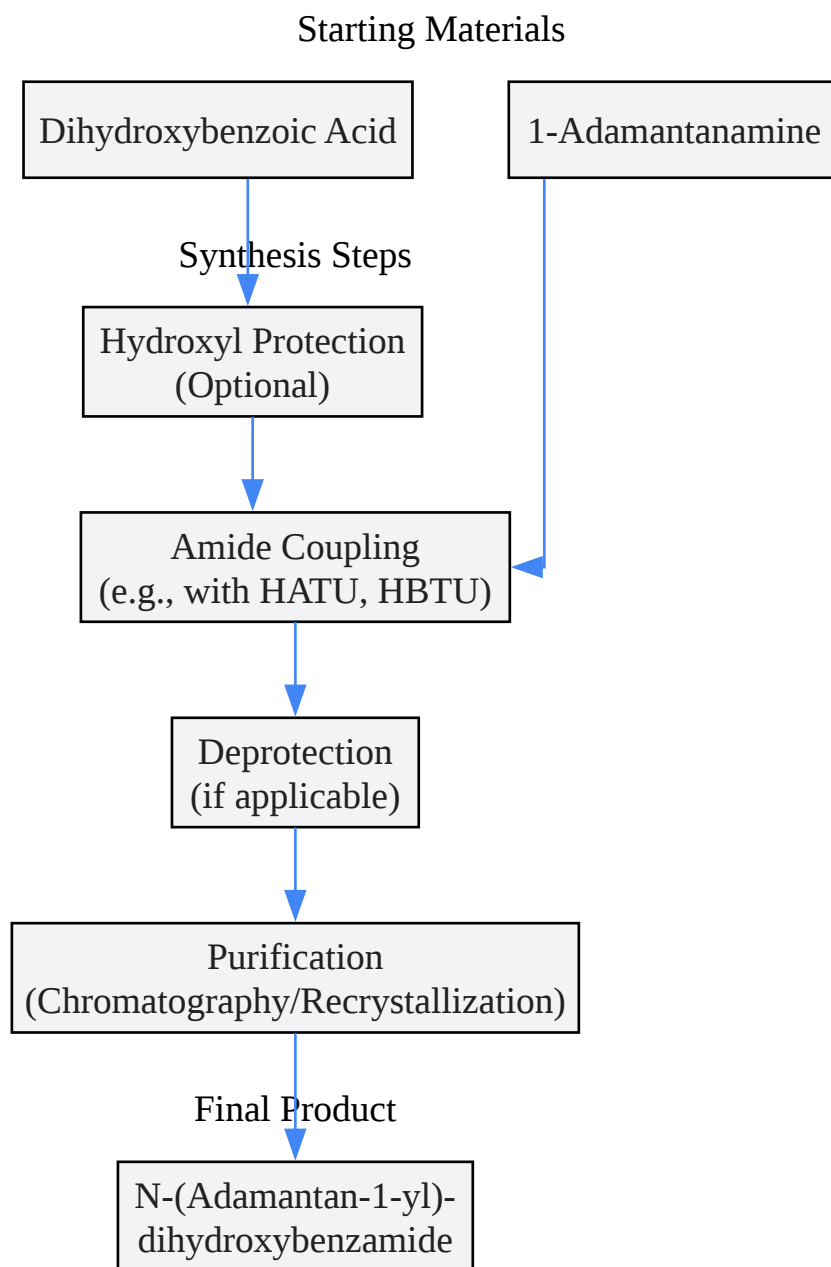 Starting Materials
Dihydroxybenzoic Acid
1-Adamantanamine
Synthesis Steps
Hydroxyl Protection
(Optional)
Amide Coupling
(e.g., with HATU, HBTU)
Deprotection
(if applicable)
Purification
(Chromatography/Recrystallization)
Final Product
N-(Adamantan-1-yl)-
dihydroxybenzamide